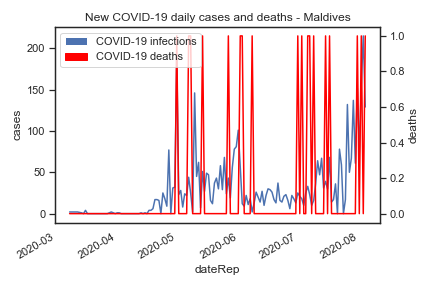 New COVID-19 daily cases and deaths - Maldives
COVID-19 infections
COVID-19 deaths
cases
200
150
100
50
0
deaths
1.0
0.8
0.6
0.4
0.2
0.0
2020-03
2020-04
2020-05
2020-06
2020-07
2020-08
dateRep